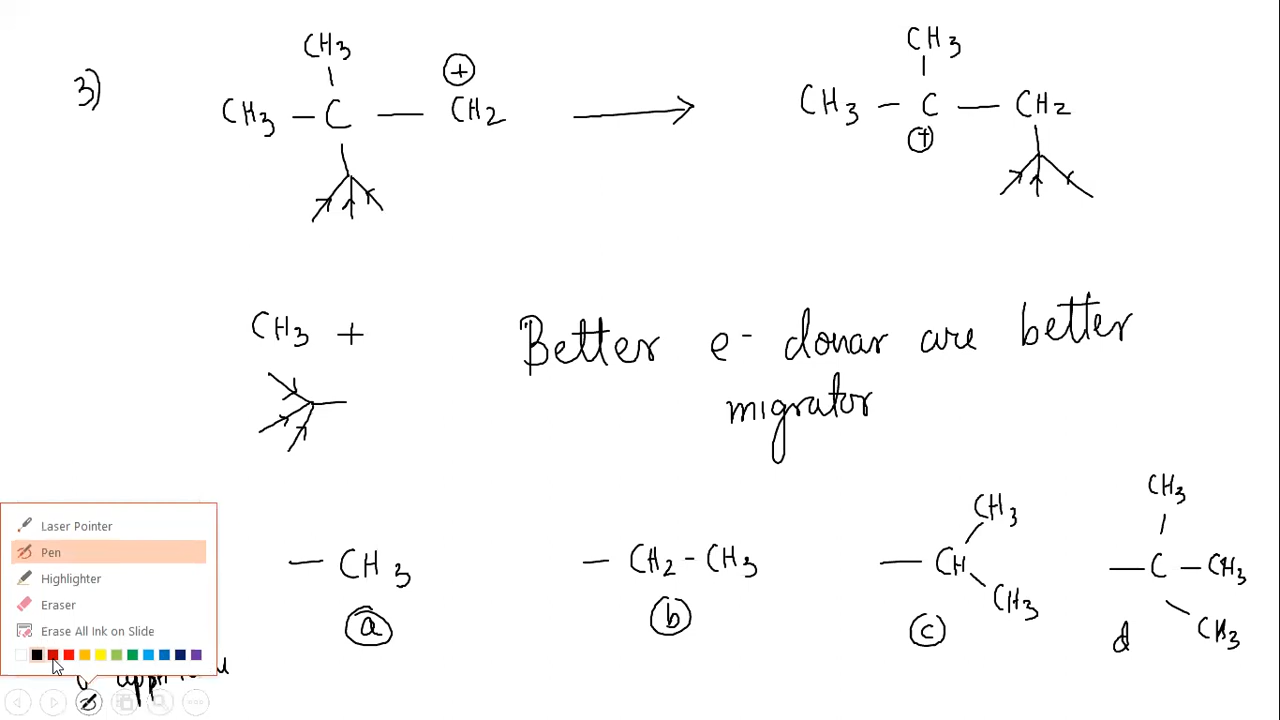 3)
CH3
CH3 - C - CH2
+
CH3
CH3 - C - CH2
+
CH3 +
Better e- donar are better
migrator
- CH3
a
- CH2 - CH3
b
- CH
CH3
CH3
c
CH3
- C - CH3
CH3
d
Laser Pointer
Pen
Highlighter
Eraser
Erase All Ink on Slide